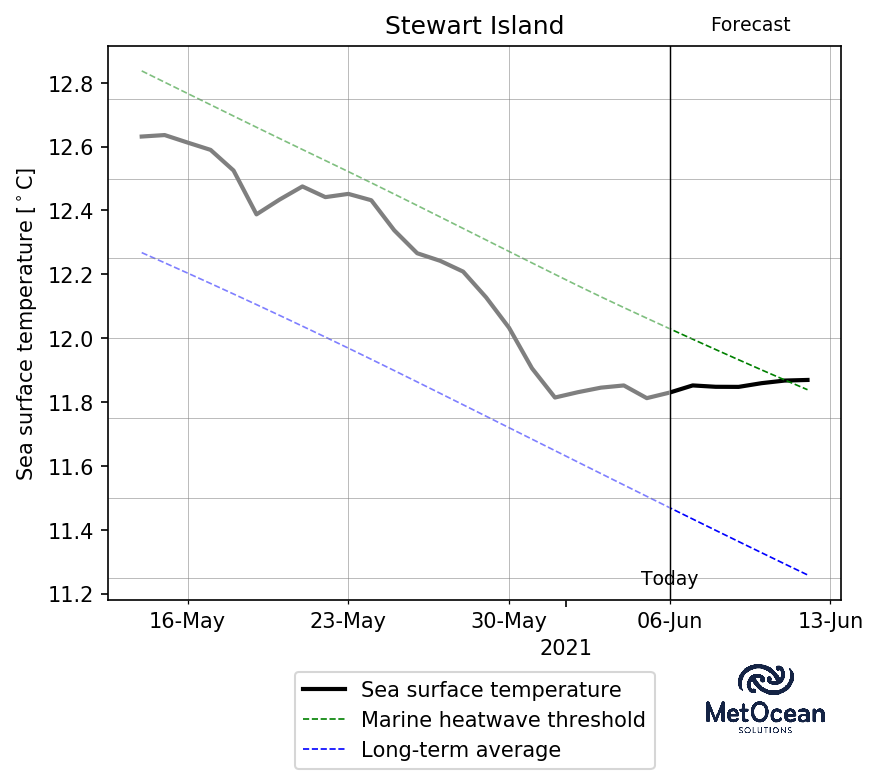 Stewart Island
Forecast
Sea surface temperature [°C]
12.8
12.6
12.4
12.2
12.0
11.8
11.6
11.4
11.2
Today
16-May
23-May
30-May
06-Jun
13-Jun
2021
Sea surface temperature
Marine heatwave threshold
Long-term average
MetOcean
SOLUTIONS